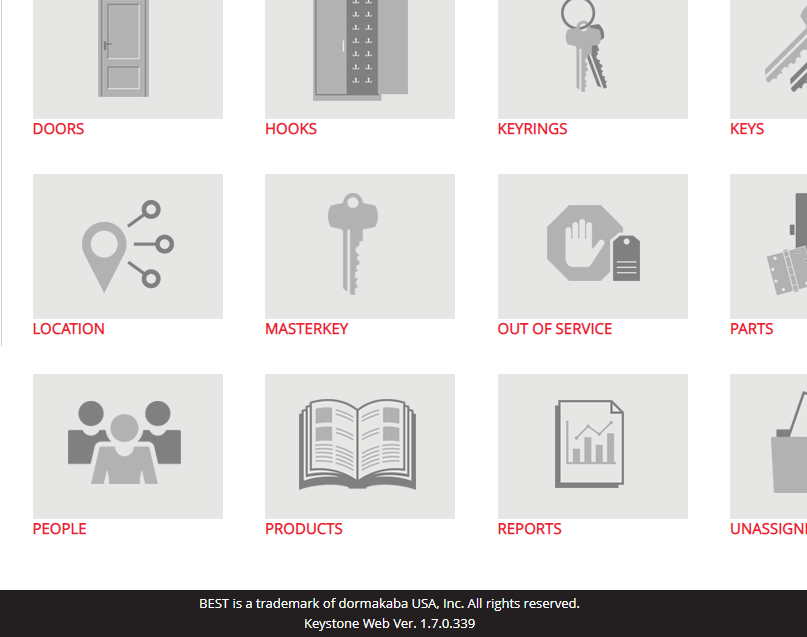 DOORS
HOOKS
KEYRINGS
KEYS
LOCATION
MASTERKEY
OUT OF SERVICE
PARTS
PEOPLE
PRODUCTS
REPORTS
UNASSIGN
BEST is a trademark of dormakaba USA, Inc. All rights reserved.
Keystone Web Ver. 1.7.0.339